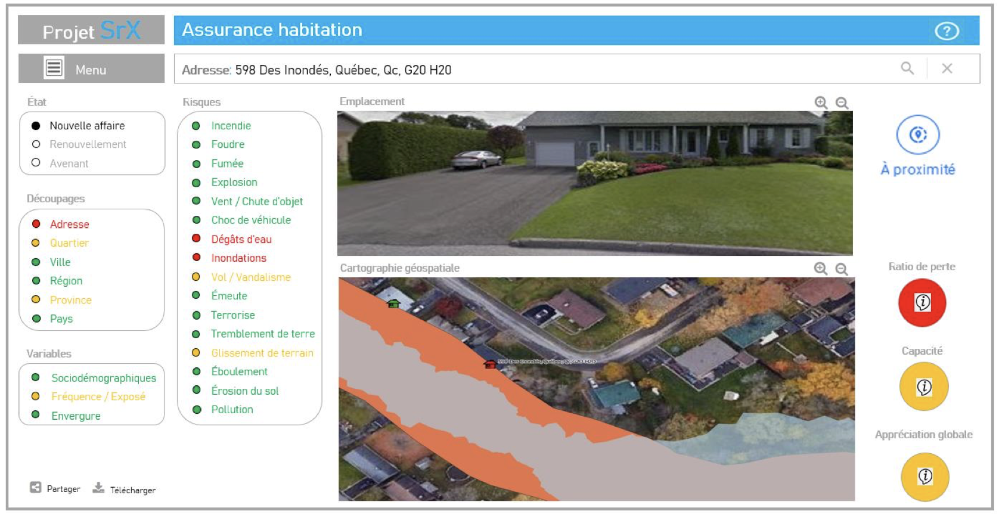 Projet SrX
Assurance habitation
?
Menu
Adresse: 598 Des Inondés, Québec, Qc, G20 H20
État
Nouvelle affaire
Renouvellement
Avenant
Découpages
Adresse
Quartier
Ville
Région
Province
Pays
Variables
Sociodémographiques
Fréquence / Exposé
Envergure
Partager
Télécharger
Risques
Incendie
Foudre
Fumée
Explosion
Vent / Chute d'objet
Choc de véhicule
Dégâts d'eau
Inondations
Vol / Vandalisme
Émeute
Terrorise
Tremblement de terre
Glissement de terrain
Éboulement
Érosion du sol
Pollution
Emplacement
Cartographie géospatiale
598 Des Inondés, Québec, Qc, G20 H20
À proximité
Ratio de perte
i
Capacité
i
Appréciation globale
i